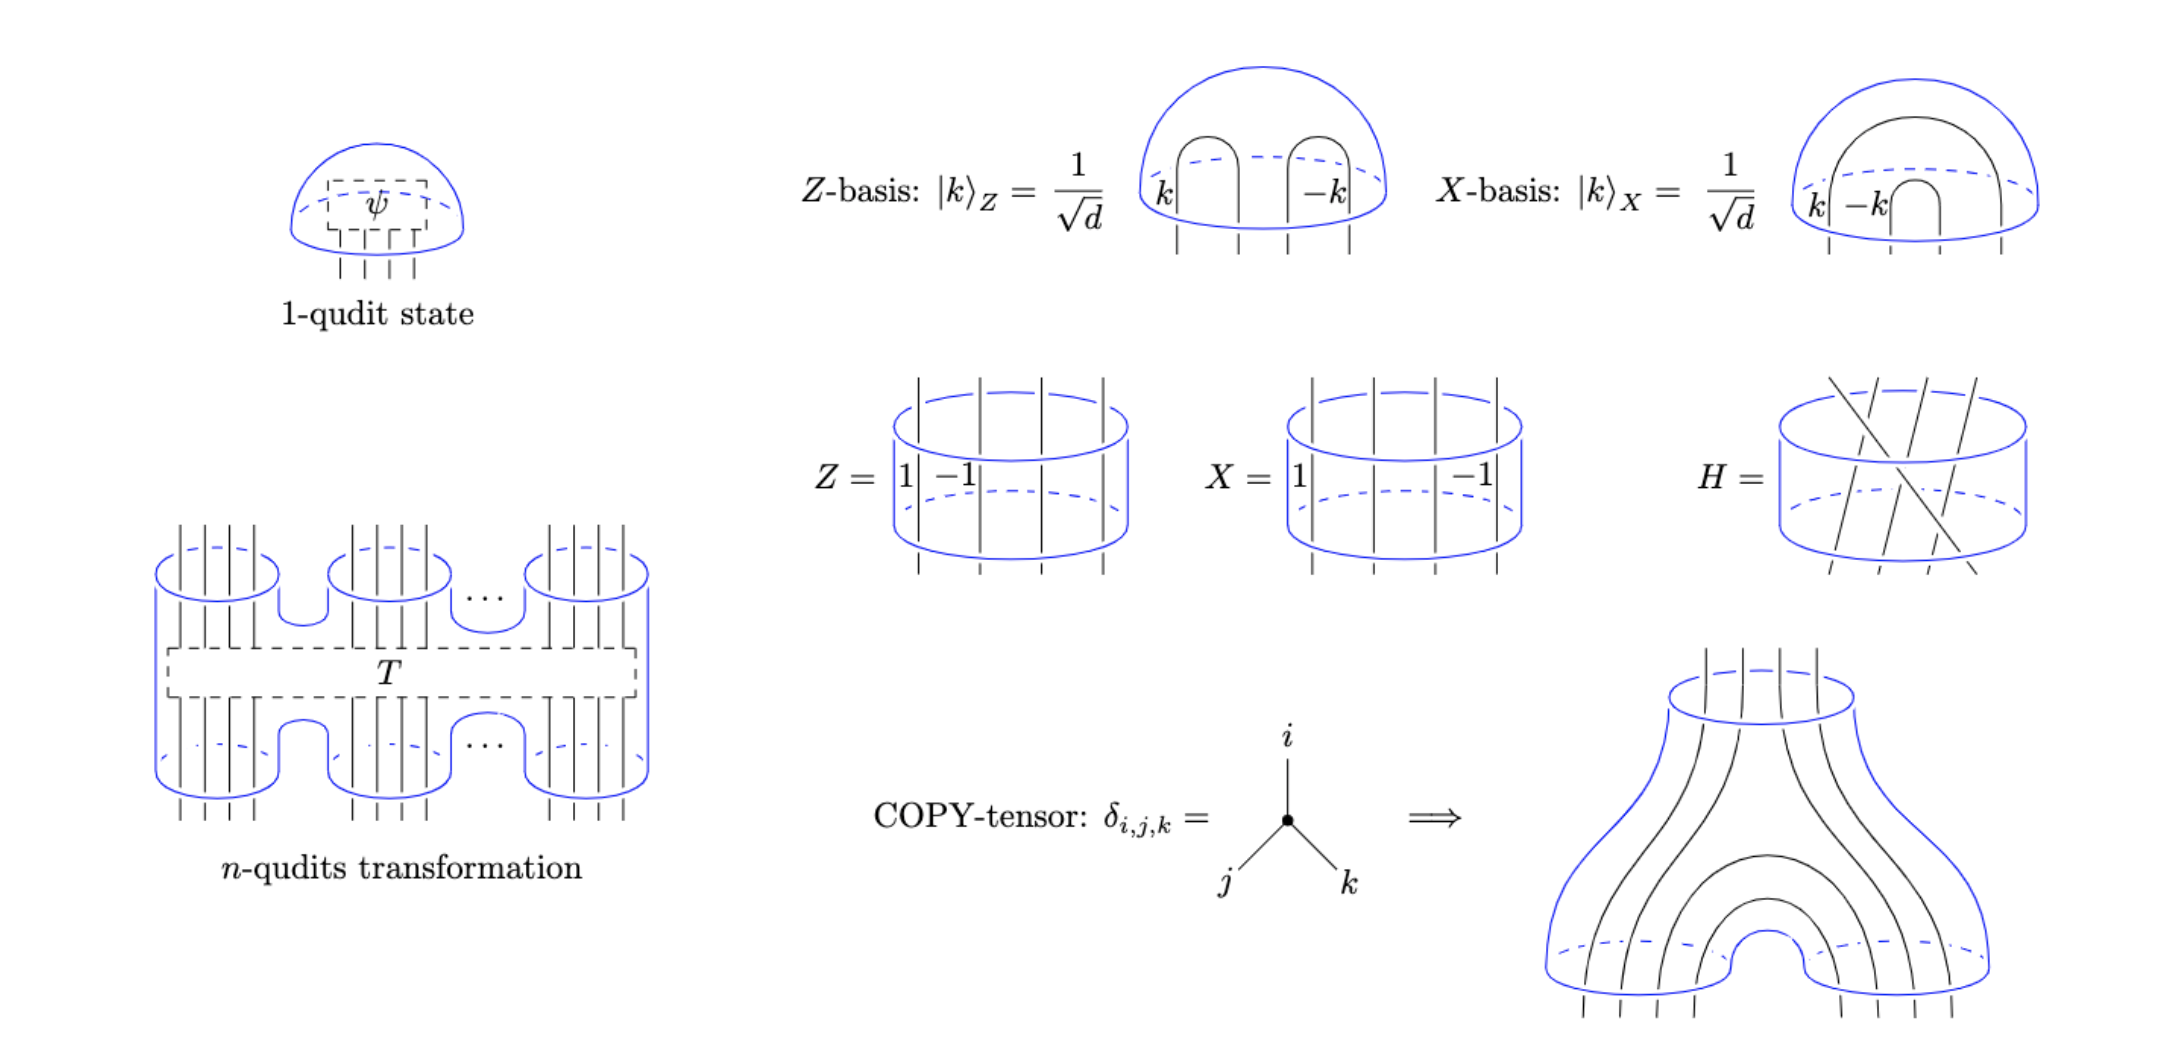 ψ
1-qudit state
Z-basis: |k⟩_Z = 1/√d
k −k
X-basis: |k⟩_X = 1/√d
k −k
Z = 1 −1
X = 1 −1
H =
...
T
...
n-qudits transformation
COPY-tensor: δ_{i,j,k} =
i
j
k
⟹